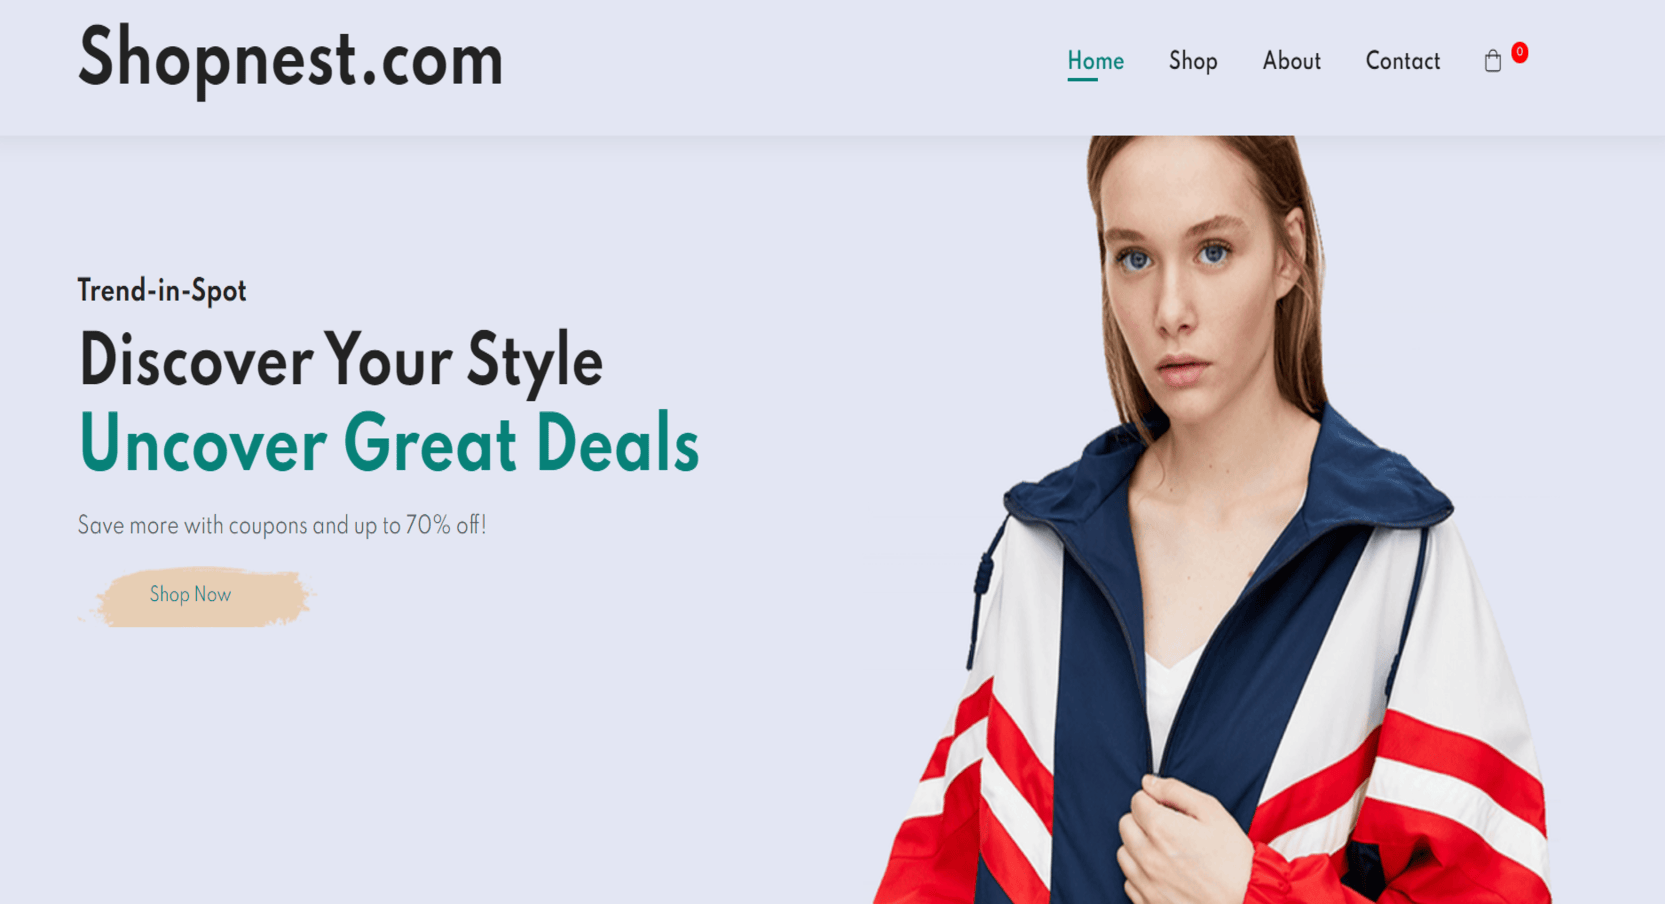 Shopnest.com
Home Shop About Contact 0
Trend-in-Spot
Discover Your Style
Uncover Great Deals
Save more with coupons and up to 70% off!
Shop Now